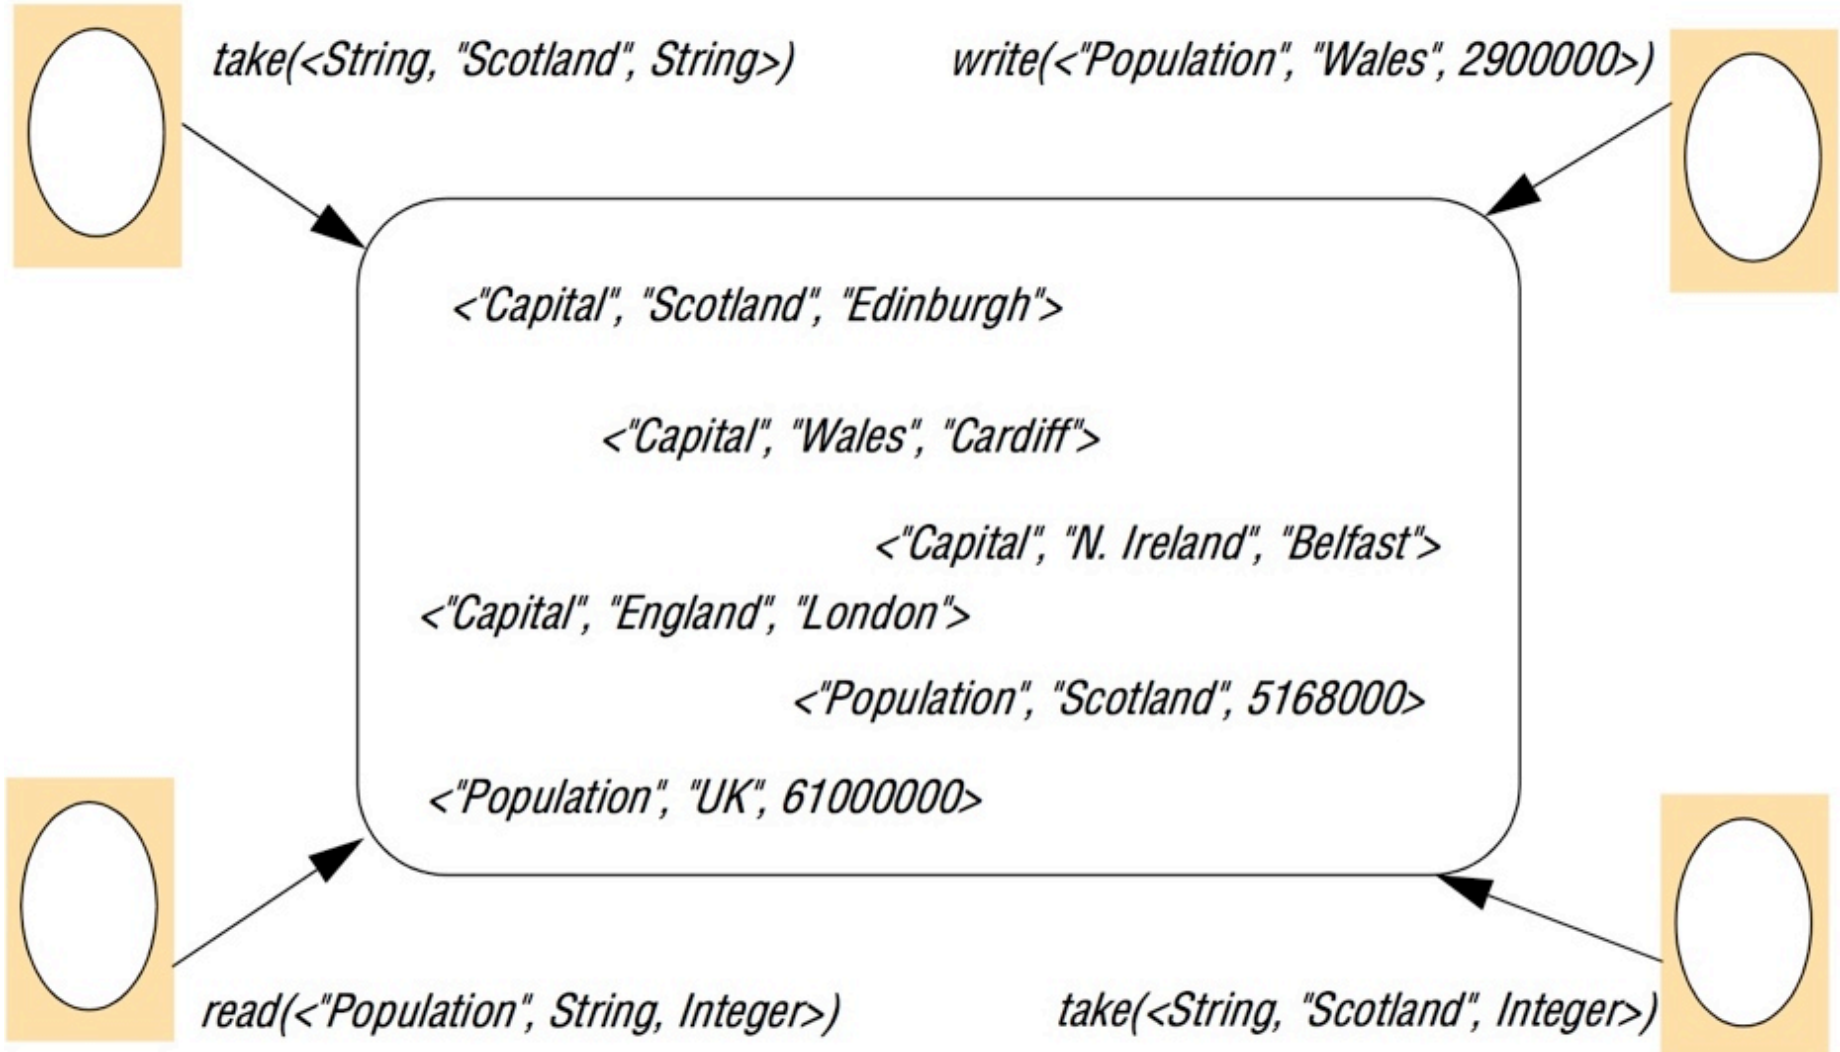 take(<String, "Scotland", String>)
write(<"Population", "Wales", 2900000>)
<"Capital", "Scotland", "Edinburgh">
<"Capital", "Wales", "Cardiff">
<"Capital", "N. Ireland", "Belfast">
<"Capital", "England", "London">
<"Population", "Scotland", 5168000>
<"Population", "UK", 61000000>
read(<"Population", String, Integer>)
take(<String, "Scotland", Integer>)